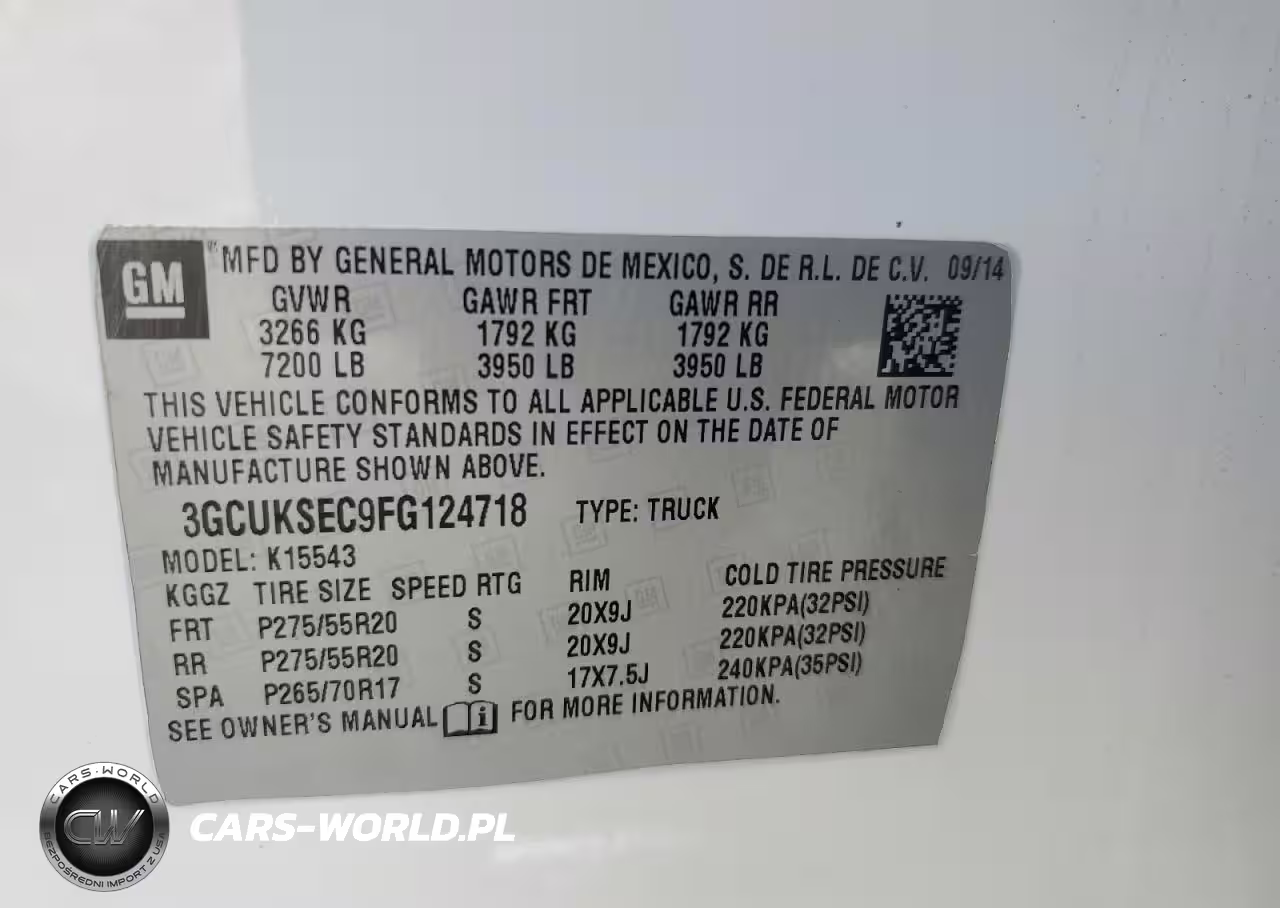 GM MFD BY GENERAL MOTORS DE MEXICO, S. DE R.L. DE C.V. 09/14
GVWR GAWR FRT GAWR RR
3266 KG 1792 KG 1792 KG
7200 LB 3950 LB 3950 LB
THIS VEHICLE CONFORMS TO ALL APPLICABLE U.S. FEDERAL MOTOR
VEHICLE SAFETY STANDARDS IN EFFECT ON THE DATE OF
MANUFACTURE SHOWN ABOVE.
3GCUKSEC9FG124718 TYPE: TRUCK
MODEL: K15543
KGGZ TIRE SIZE SPEED RTG RIM COLD TIRE PRESSURE
FRT P275/55R20 S 20X9J 220KPA(32PSI)
RR P275/55R20 S 20X9J 220KPA(32PSI)
SPA P265/70R17 S 17X7.5J 240KPA(35PSI)
SEE OWNER'S MANUAL i FOR MORE INFORMATION.
CARS-WORLD
CW
BEZPOŚREDNI IMPORT Z USA
CARS-WORLD.PL